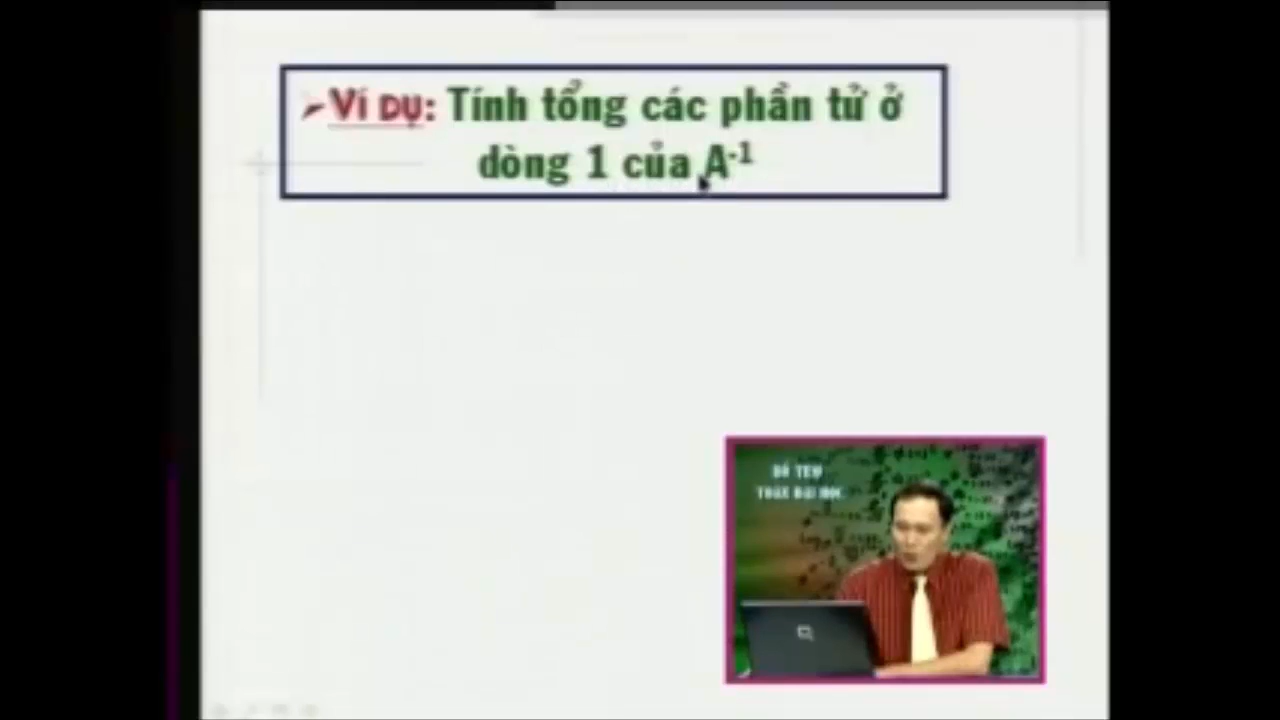 ➢Ví dụ: Tính tổng các phần tử ở
dòng 1 của A⁻¹